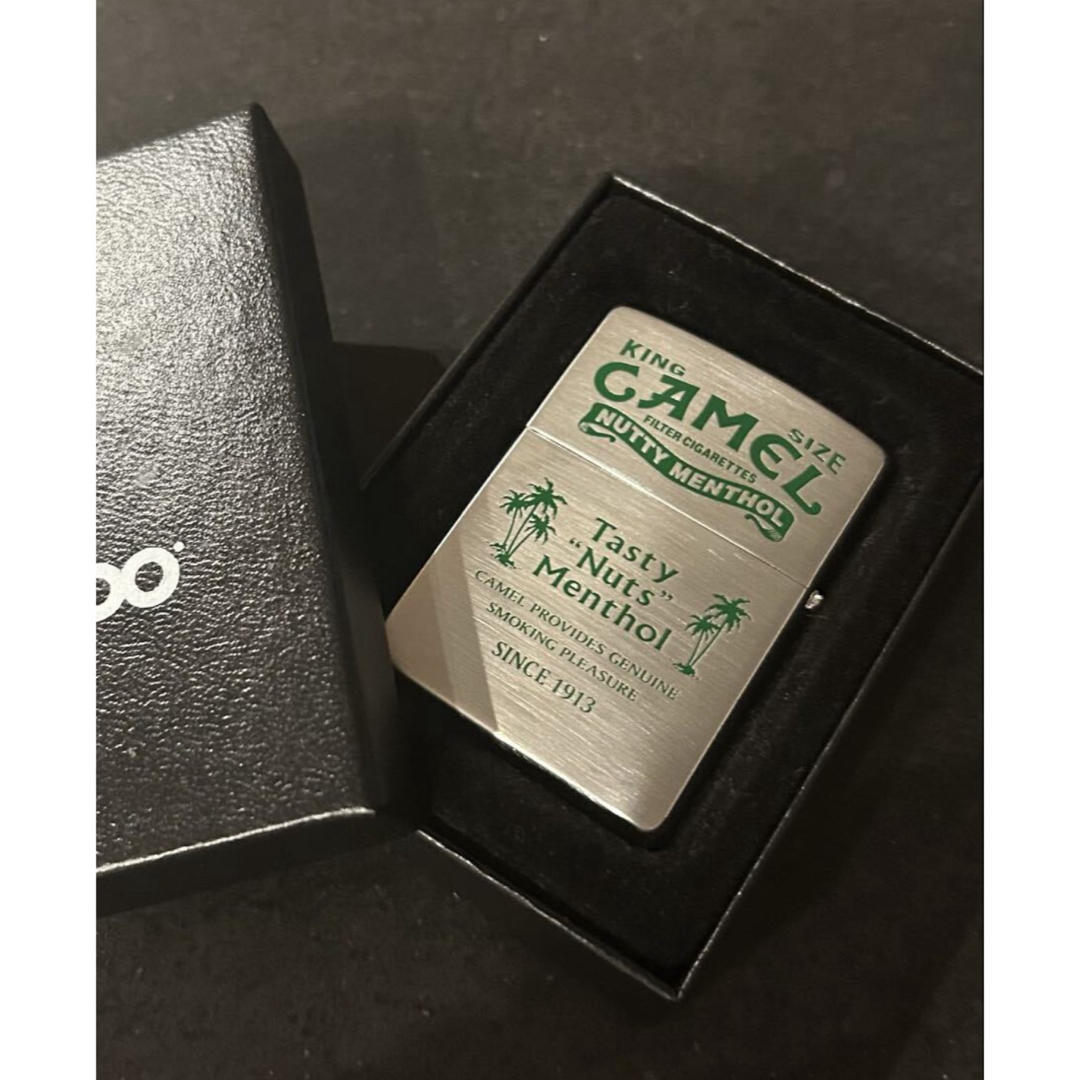 KING
CAMEL
SIZE
FILTER CIGARETTES
NUTTY MENTHOL
Tasty
“Nuts”
Menthol
CAMEL PROVIDES GENUINE
SMOKING PLEASURE
SINCE 1913